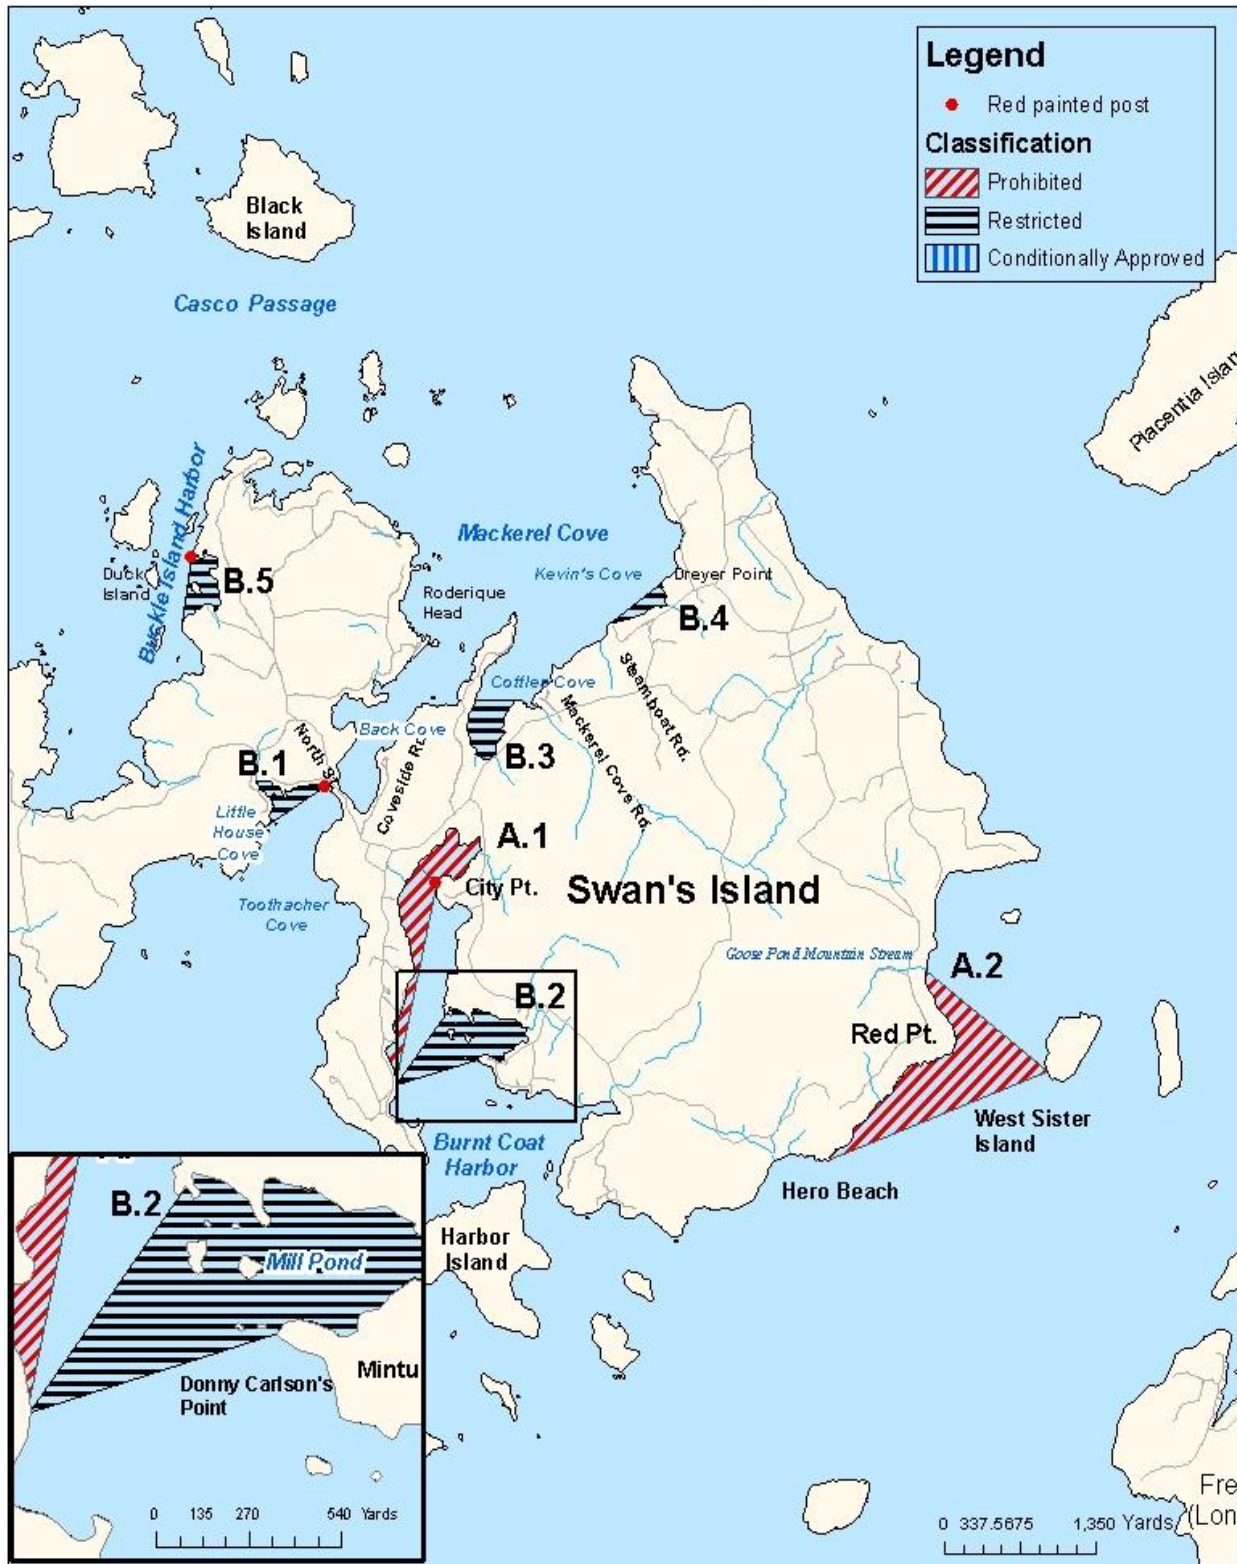 Legend
Red painted post
Classification
Prohibited
Restricted
Conditionally Approved
Black
Island
Casco Passage
Placentia Islan
Buckle Island Harbor
Mackerel Cove
Kevin's Cove
Dreyer Point
Duck
Island
B.5
Roderique
Head
B.4
Steamboat Rd.
Cottler Cove
Mackerel Cove Rd.
Back Cove
North S
B.1
B.3
Coveside Rd
Little
House
Cove
A.1
City Pt.
Swan's Island
Toothacher
Cove
Goose Pond Mountain Stream
A.2
B.2
Red Pt.
West Sister
Island
Burnt Coat
Harbor
Hero Beach
B.2
Harbor
Island
Mill Pond
Mintu
Donny Carlson's
Point
Fre
(Lon
0 135 270 540 Yards
0 337.5675 1,350 Yards